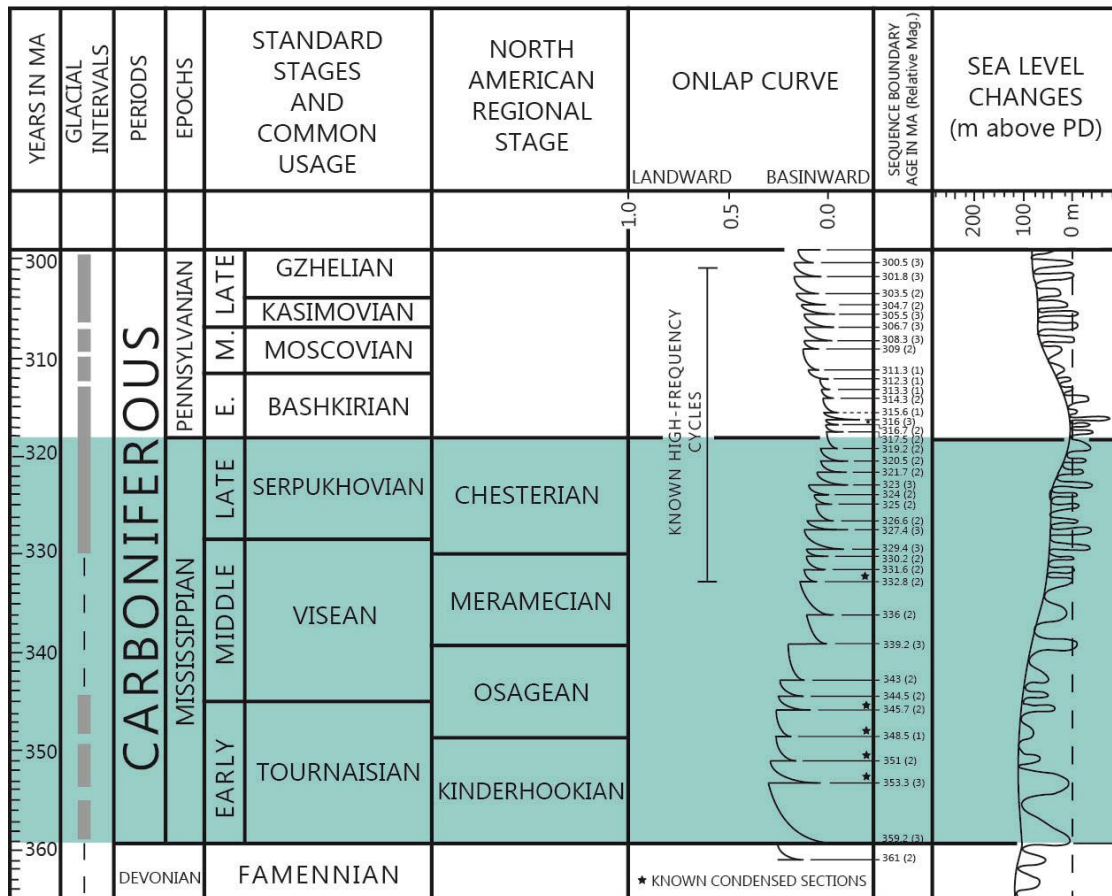 YEARS IN MA
GLACIAL
INTERVALS
PERIODS
EPOCHS
STANDARD
STAGES
AND
COMMON
USAGE
NORTH
AMERICAN
REGIONAL
STAGE
ONLAP CURVE
LANDWARD
BASINWARD
SEQUENCE BOUNDARY
AGE IN MA (Relative Mag.)
SEA LEVEL
CHANGES
(m above PD)
1.0
0.5
0.0
200
100
0 m
300
310
320
330
340
350
360
CARBONIFEROUS
DEVONIAN
PENNSYLVANIAN
MISSISSIPPIAN
LATE
M.
E.
LATE
MIDDLE
EARLY
GZHELIAN
KASIMOVIAN
MOSCOVIAN
BASHKIRIAN
SERPUKHOVIAN
VISEAN
TOURNAISIAN
FAMENNIAN
CHESTERIAN
MERAMECIAN
OSAGEAN
KINDERHOOKIAN
KNOWN HIGH-FREQUENCY
CYCLES
300.5 (3)
301.8 (3)
303.5 (2)
304.7 (2)
305.5 (3)
306.7 (3)
308.3 (3)
309 (2)
311.3 (1)
312.3 (1)
313.3 (1)
314.3 (2)
315.6 (1)
316 (3)
316.7 (2)
317.5 (2)
319.2 (2)
320.5 (2)
321.7 (2)
323 (3)
324 (2)
325 (2)
326.6 (2)
327.4 (3)
329.4 (3)
330.2 (2)
331.6 (2)
332.8 (2)
336 (2)
339.2 (3)
343 (2)
344.5 (2)
345.7 (2)
348.5 (1)
351 (2)
353.3 (3)
359.2 (3)
361 (2)
★ KNOWN CONDENSED SECTIONS